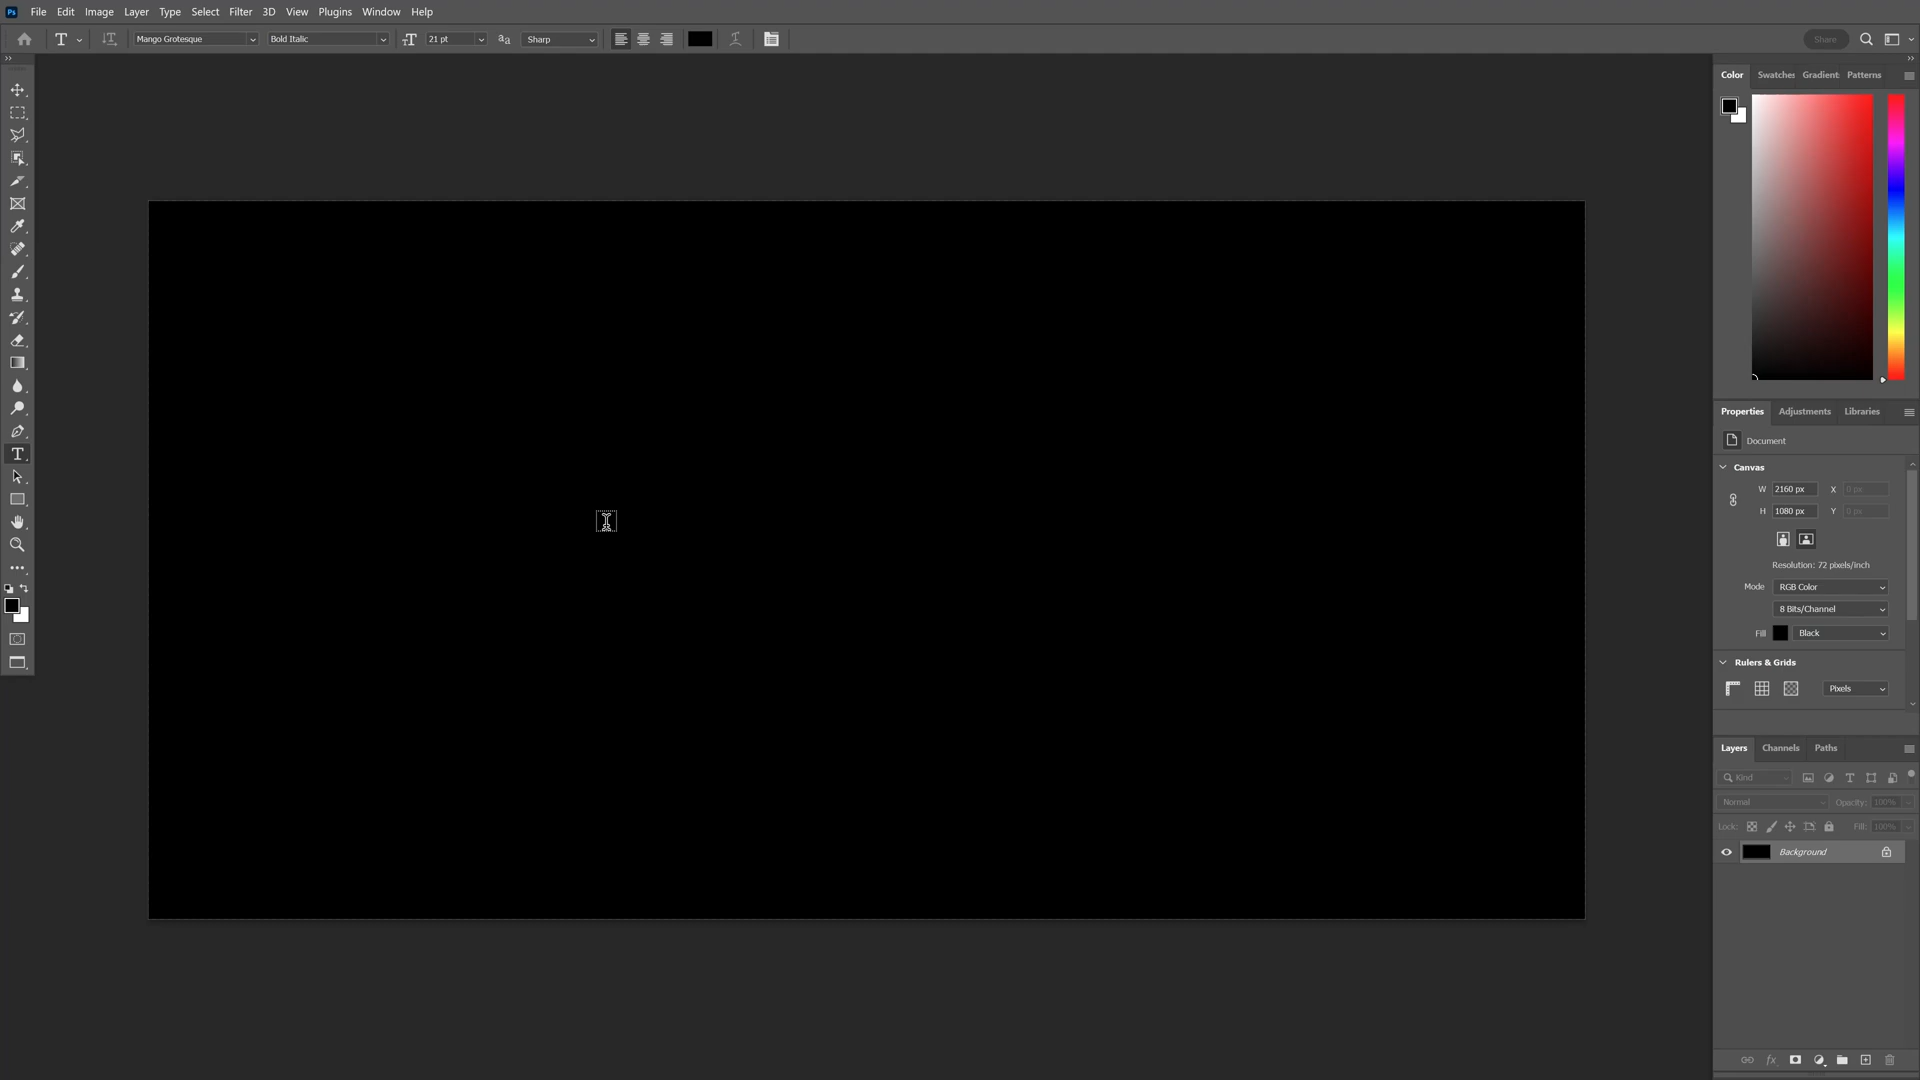 Ps File Edit Image Layer Type Select Filter 3D View Plugins Window Help
T Mango Grotesque Bold Italic 21 pt Sharp Share
Color Swatches Gradient Patterns
Properties Adjustments Libraries
Document
Canvas
W 2160 px X 0 px
H 1080 px Y 0 px
Resolution: 72 pixels/inch
Mode RGB Color
8 Bits/Channel
Fill Black
Rulers & Grids
Pixels
Layers Channels Paths
Kind
Normal Opacity: 100%
Lock: Fill: 100%
Background
fx